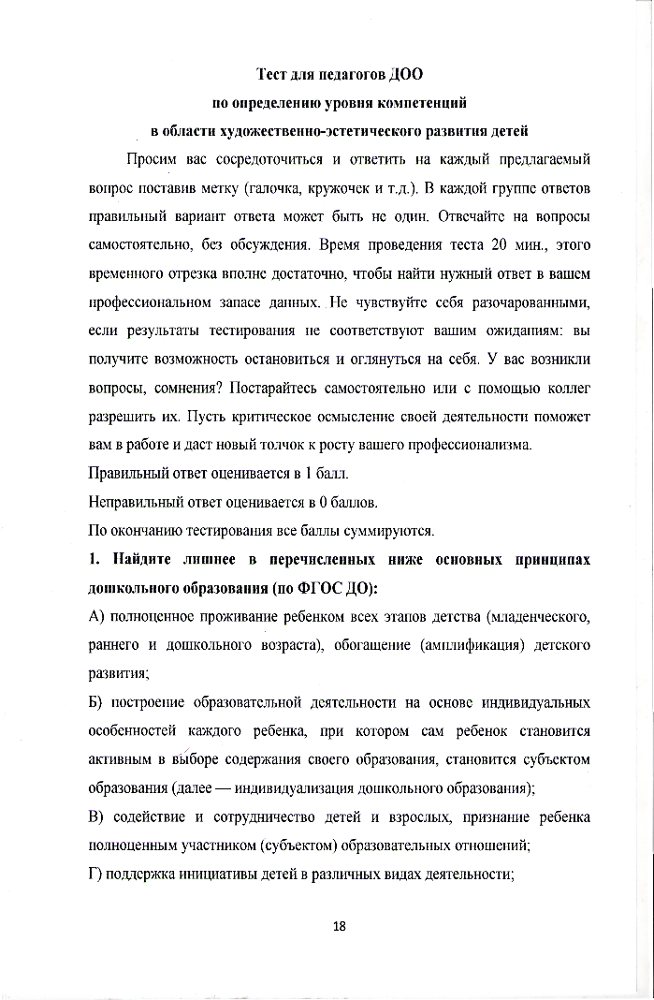 Тест для педагогов ДОО
по определению уровня компетенций
в области художественно-эстетического развития детей
Просим вас сосредоточиться и ответить на каждый предлагаемый
вопрос поставив метку (галочка, кружочек и т.д.). В каждой группе ответов
правильный вариант ответа может быть не один. Отвечайте на вопросы
самостоятельно, без обсуждения. Время проведения теста 20 мин., этого
временного отрезка вполне достаточно, чтобы найти нужный ответ в вашем
профессиональном запасе данных. Не чувствуйте себя разочарованными,
если результаты тестирования не соответствуют вашим ожиданиям: вы
получите возможность остановиться и оглянуться на себя. У вас возникли
вопросы, сомнения? Постарайтесь самостоятельно или с помощью коллег
разрешить их. Пусть критическое осмысление своей деятельности поможет
вам в работе и даст новый толчок к росту вашего профессионализма.
Правильный ответ оценивается в 1 балл.
Неправильный ответ оценивается в 0 баллов.
По окончанию тестирования все баллы суммируются.
1. Найдите лишнее в перечисленных ниже основных принципах
дошкольного образования (по ФГОС ДО):
А) полноценное проживание ребенком всех этапов детства (младенческого,
раннего и дошкольного возраста), обогащение (амплификация) детского
развития;
Б) построение образовательной деятельности на основе индивидуальных
особенностей каждого ребенка, при котором сам ребенок становится
активным в выборе содержания своего образования, становится субъектом
образования (далее — индивидуализация дошкольного образования);
В) содействие и сотрудничество детей и взрослых, признание ребенка
полноценным участником (субъектом) образовательных отношений;
Г) поддержка инициативы детей в различных видах деятельности;
18